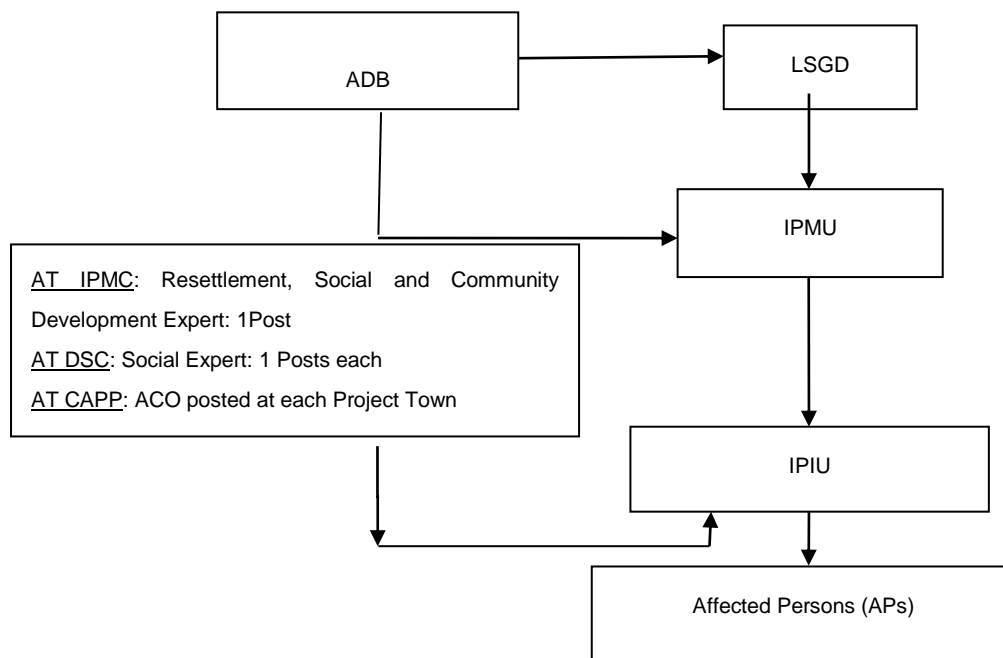 ADB
LSGD
IPMU
AT IPMC: Resettlement, Social and Community
Development Expert: 1Post
AT DSC: Social Expert: 1 Posts each
AT CAPP: ACO posted at each Project Town
IPIU
Affected Persons (APs)